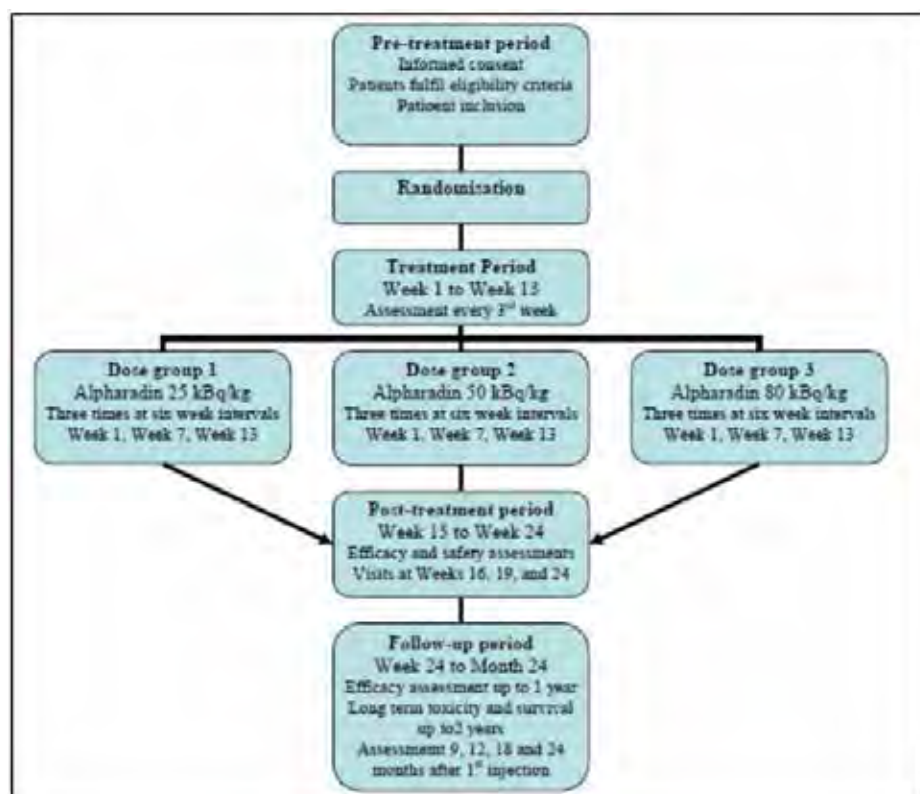 Pre-treatment period
Informed consent
Patients fulfil eligibility criteria
Patioent inclusion
Randomisation
Treatment Period
Week 1 to Week 13
Assessment every 3rd week
Dose group 1
Alpharadin 25 kBq/kg
Three times at six week intervals
Week 1, Week 7, Week 13
Dose group 2
Alpharadin 50 kBq/kg
Three times at six week intervals
Week 1, Week 7, Week 13
Dose group 3
Alpharadin 80 kBq/kg
Three times at six week intervals
Week 1, Week 7, Week 13
Post-treatment period
Week 15 to Week 24
Efficacy and safety assessments
Visits at Weeks 16, 19, and 24
Follow-up period
Week 24 to Month 24
Efficacy assessment up to 1 year
Long term toxicity and survival
up to2 years
Assessment 9, 12, 18 and 24
months after 1st injection